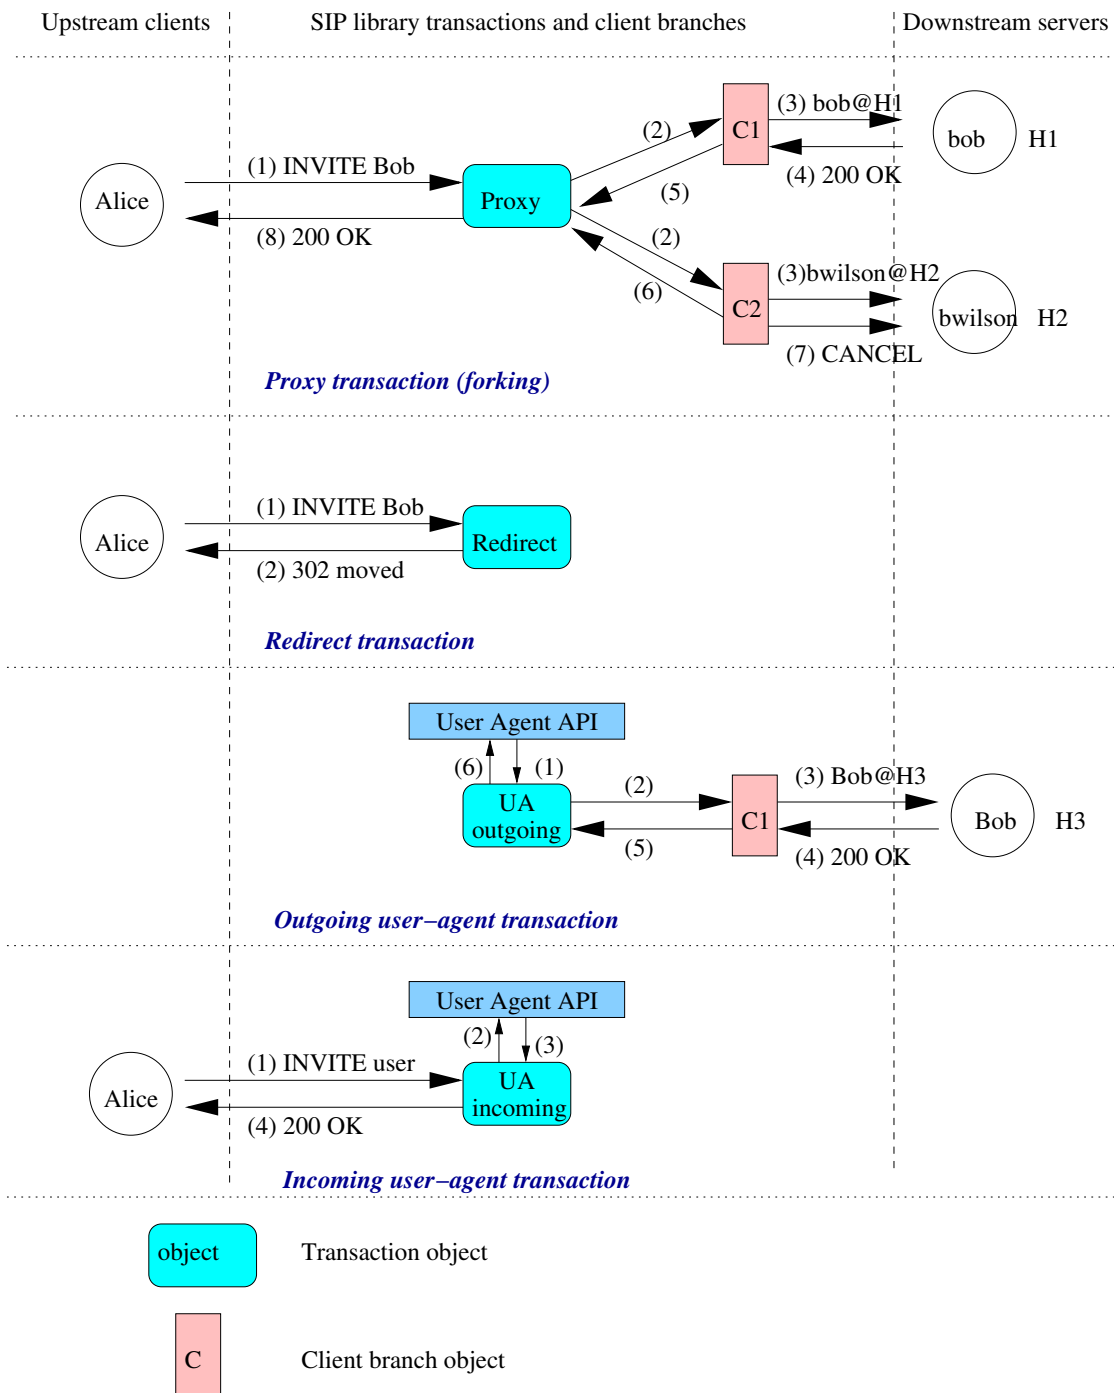 Upstream clients
SIP library transactions and client branches
Downstream servers
(3) bob@H1
(2)
C1
bob
H1
(1) INVITE Bob
(4) 200 OK
Alice
Proxy
(5)
(8) 200 OK
(2)
(3)bwilson@H2
(6)
C2
bwilson
H2
(7) CANCEL
Proxy transaction (forking)
(1) INVITE Bob
Alice
Redirect
(2) 302 moved
Redirect transaction
User Agent API
(6)
(1)
(2)
(3) Bob@H3
UA
outgoing
C1
Bob
H3
(5)
(4) 200 OK
Outgoing user–agent transaction
User Agent API
(2)
(3)
(1) INVITE user
UA
incoming
Alice
(4) 200 OK
Incoming user–agent transaction
object
Transaction object
C
Client branch object